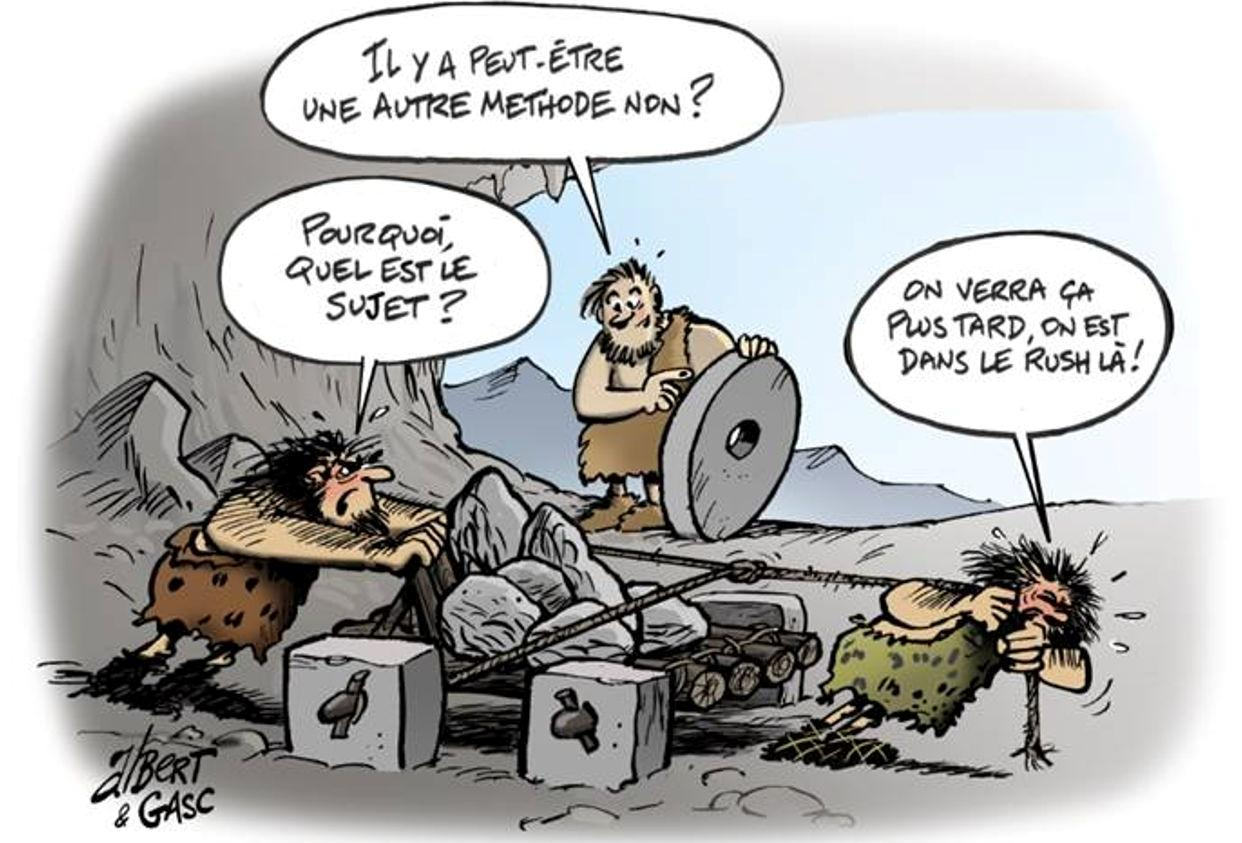 IL Y A PEUT-ÊTRE
UNE AUTRE METHODE NON ?
POURQUOI,
QUEL EST LE
SUJET ?
ON VERRA ÇA
PLUS TARD, ON EST
DANS LE RUSH LÀ !
AlBERT
& GASC